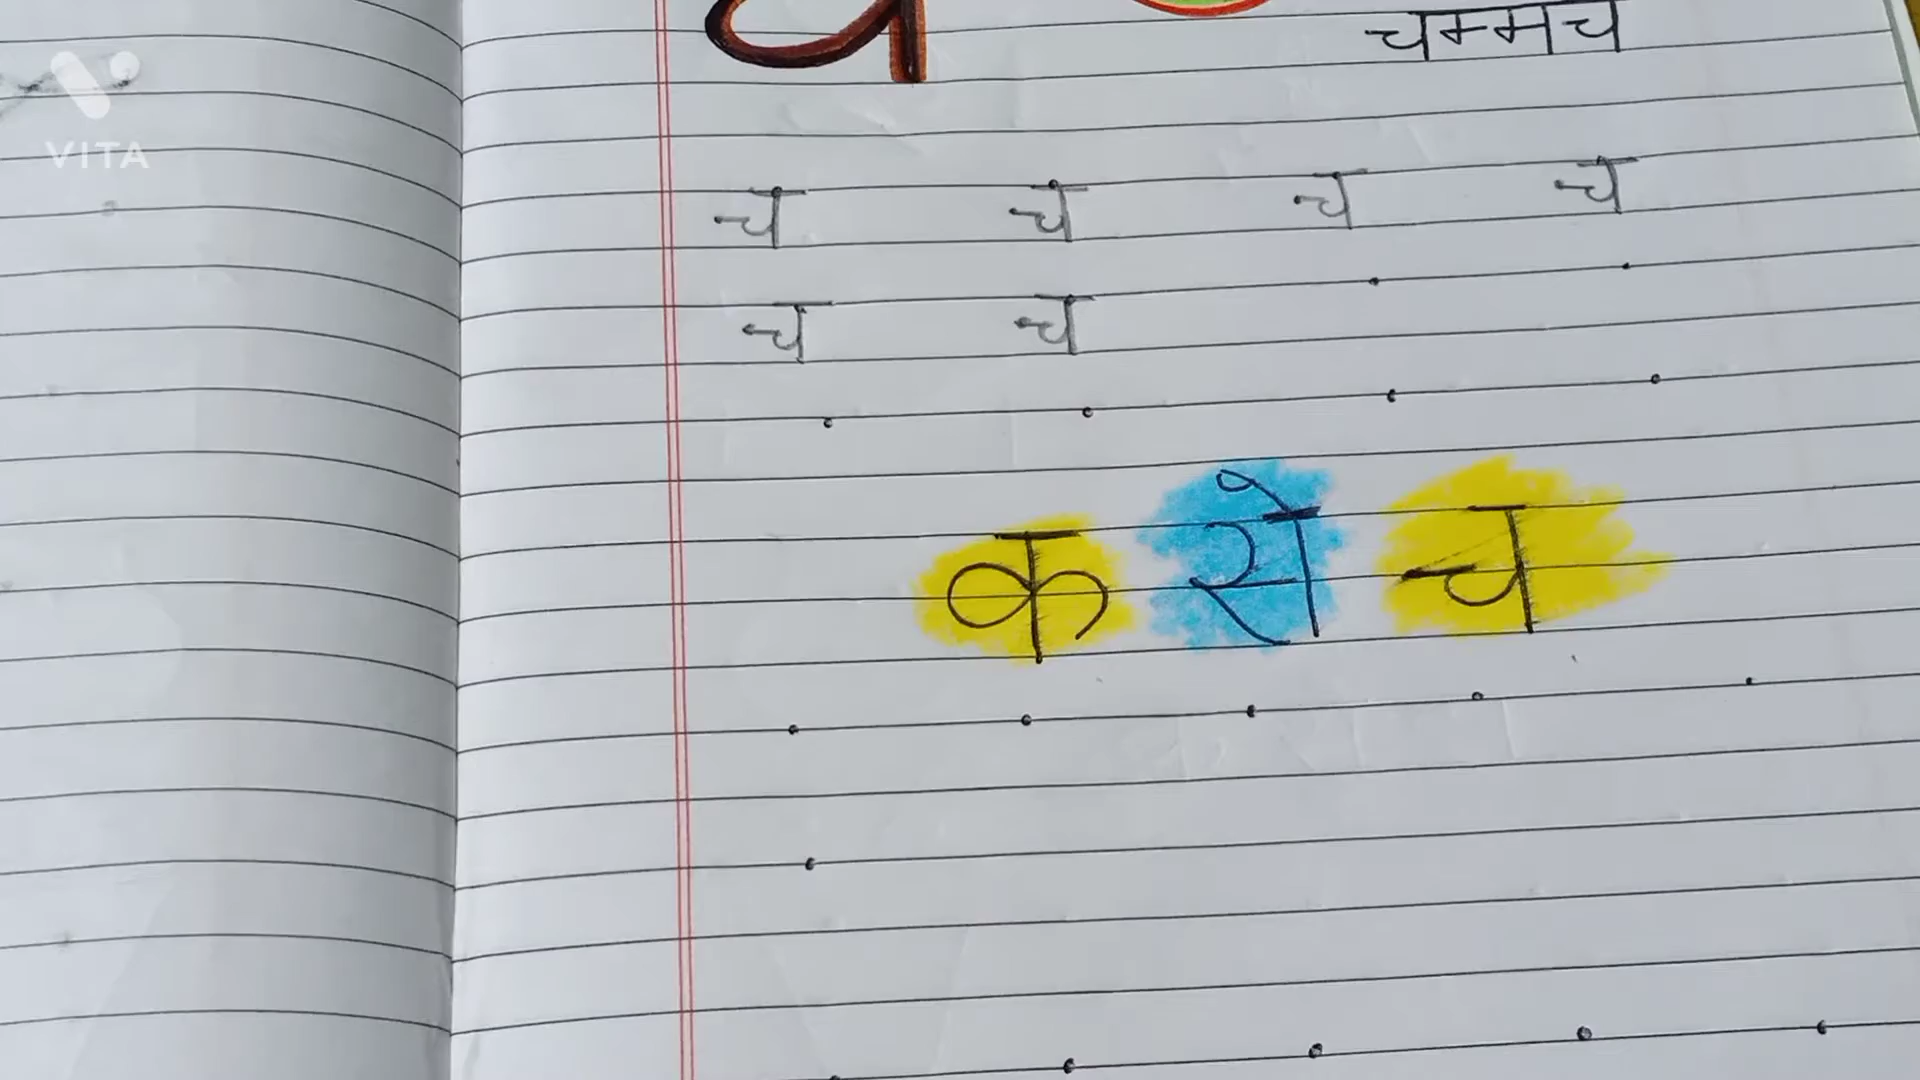 च
चम्मच
VITA
च च च च
च च
क से च